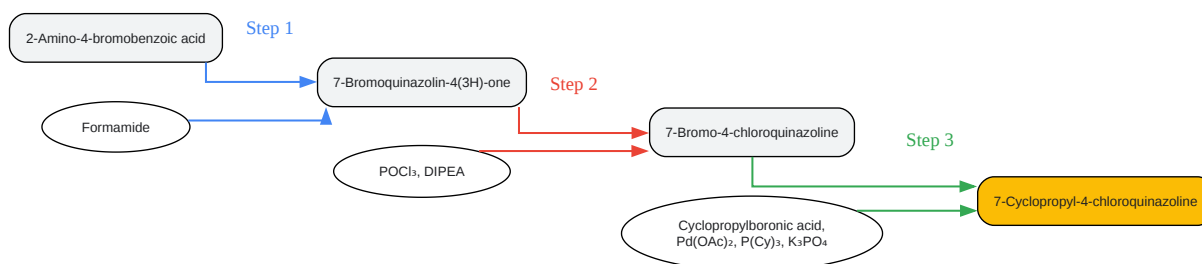 2-Amino-4-bromobenzoic acid
Step 1
Formamide
7-Bromoquinazolin-4(3H)-one
Step 2
POCl₃, DIPEA
7-Bromo-4-chloroquinazoline
Step 3
Cyclopropylboronic acid,
Pd(OAc)₂, P(Cy)₃, K₃PO₄
7-Cyclopropyl-4-chloroquinazoline